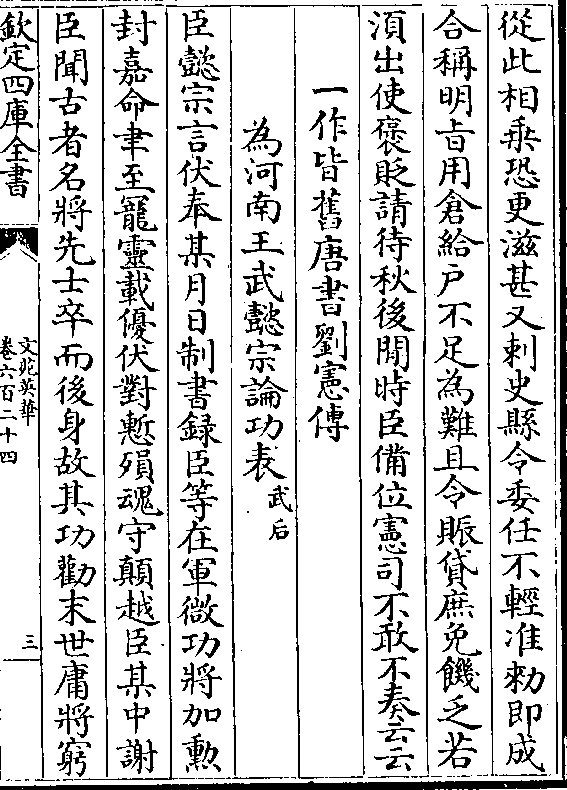 從此相乘恐更滋甚又刺史縣令委任不輕准勑即成
合稱明㫖用倉給户不足為難且令賑貸庶免饑乏若
湏出使褒貶請待秋後閒時臣備位憲司不敢不奏云云
一作皆舊唐書劉憲傳
為河南王武懿宗論功表武后
臣懿宗言伏奉某月日制書録臣等在軍微功將加勲
封嘉命聿至寵靈載優伏對慙殞魂守顛越臣某中謝
臣聞古者名將先士卒而後身故其功勸末世庸將窮
欽定四庫全書
文苑英華
卷六百二十四
三